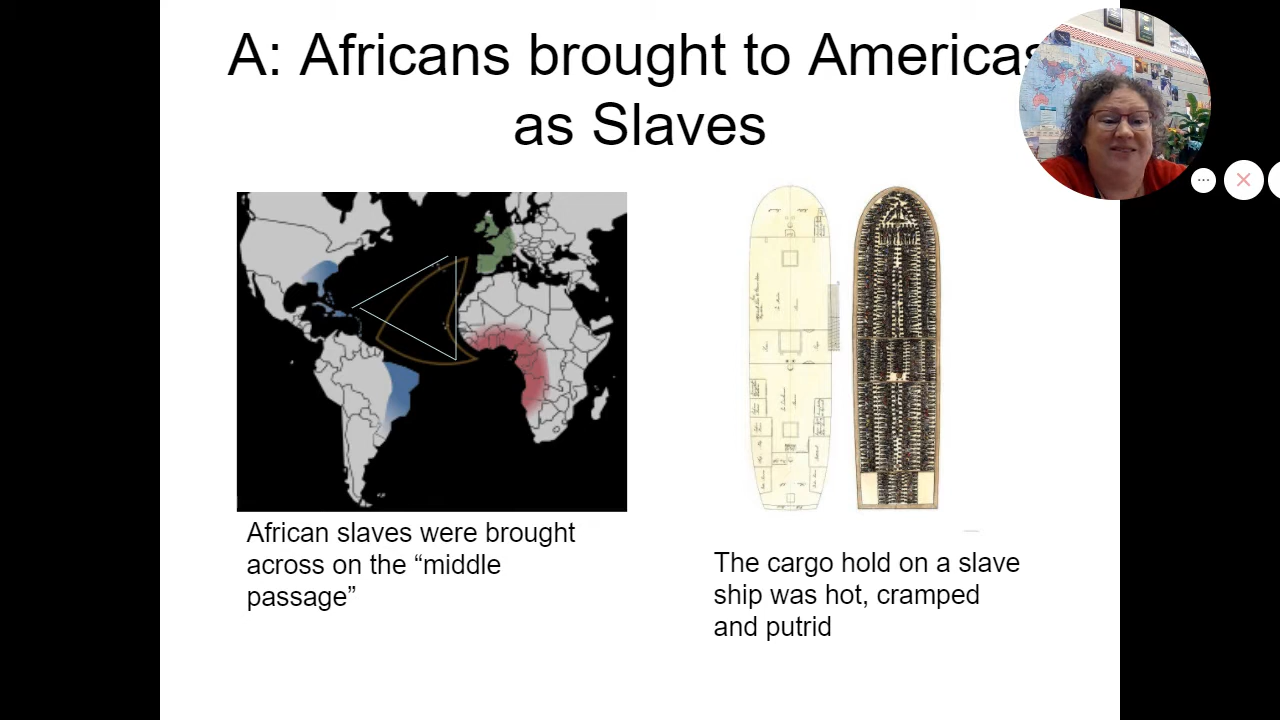 A: Africans brought to Americas
as Slaves
African slaves were brought
across on the “middle
passage”
The cargo hold on a slave
ship was hot, cramped
and putrid